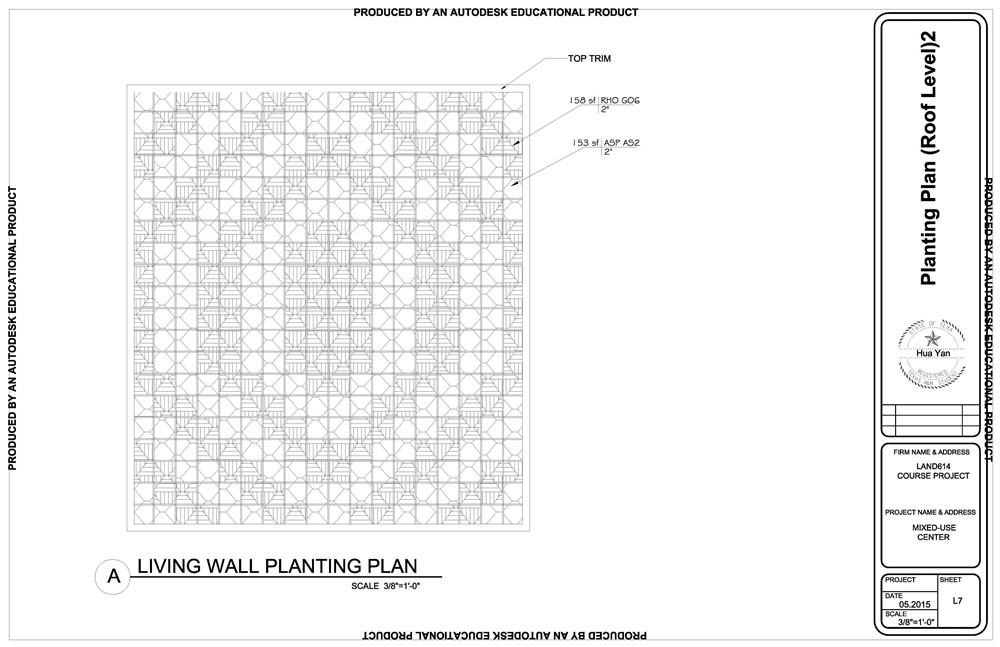 PRODUCED BY AN AUTODESK EDUCATIONAL PRODUCT
PRODUCED BY AN AUTODESK EDUCATIONAL PRODUCT
TOP TRIM
158 sf RHO GO6
2"
153 sf ASP AS2
2"
A
LIVING WALL PLANTING PLAN
SCALE 3/8"=1'-0"
Planting Plan (Roof Level)2
STATE OF TEXAS
Hua Yan
REGISTERED
STUDENT
FIRM NAME & ADDRESS
LAND614
COURSE PROJECT
PROJECT NAME & ADDRESS
MIXED-USE
CENTER
PROJECT
SHEET
L7
DATE
05.2015
SCALE
3/8"=1'-0"
PRODUCED BY AN AUTODESK EDUCATIONAL PRODUCT
PRODUCED BY AN AUTODESK EDUCATIONAL PRODUCT